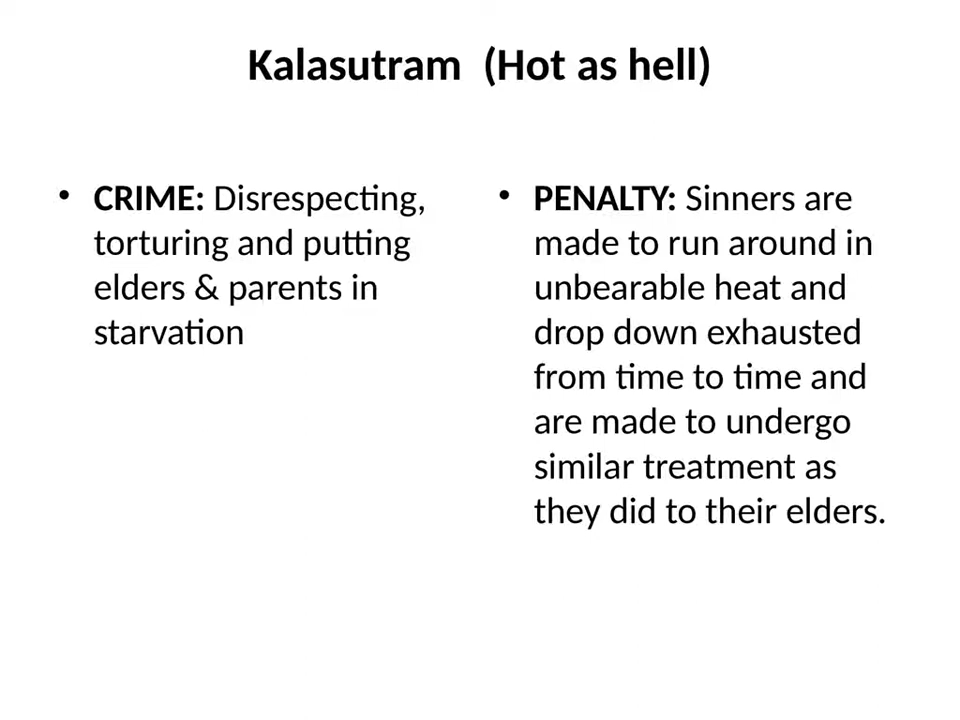 Kalasutram  (Hot as hell)
• CRIME: Disrespecting,
torturing and putting
elders & parents in
starvation
• PENALTY: Sinners are
made to run around in
unbearable heat and
drop down exhausted
from time to time and
are made to undergo
similar treatment as
they did to their elders.